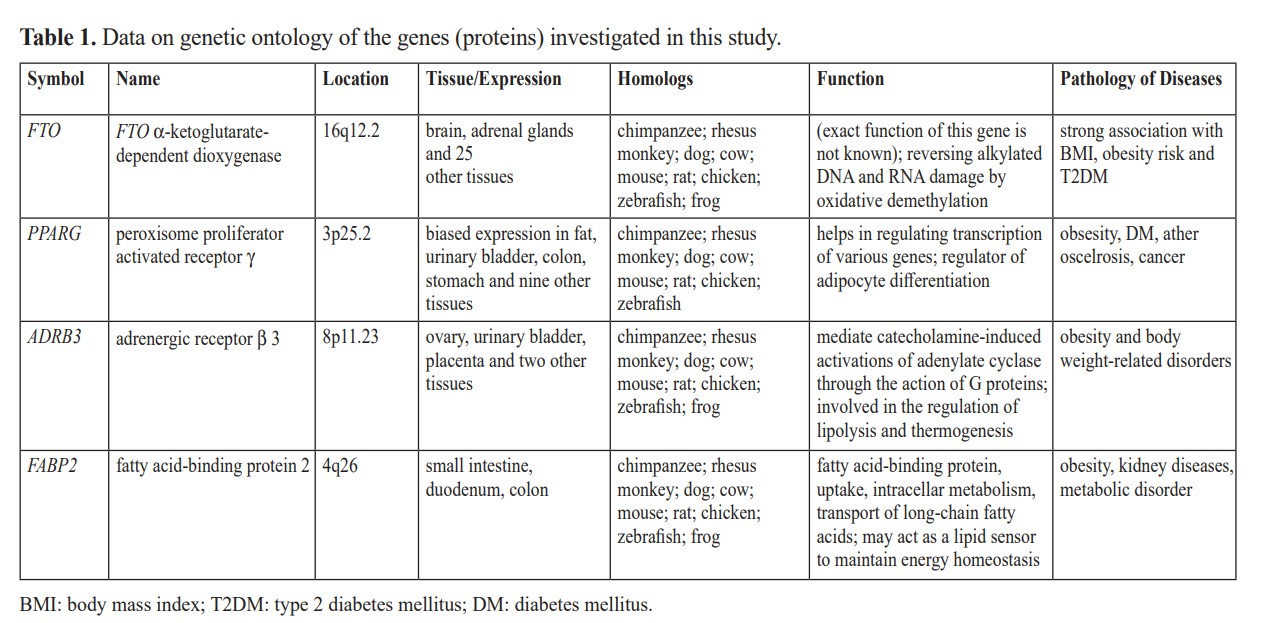 Table 1. Data on genetic ontology of the genes (proteins) investigated in this study.
Symbol Name Location Tissue/Expression Homologs Function Pathology of Diseases
FTO FTO α-ketoglutarate- 16q12.2 brain, adrenal glands chimpanzee; rhesus (exact function of this gene is strong association with
dependent dioxygenase and 25 monkey; dog; cow; not known); reversing alkylated BMI, obesity risk and
other tissues mouse; rat; chicken; DNA and RNA damage by T2DM
zebrafish; frog oxidative demethylation
PPARG peroxisome proliferator 3p25.2 biased expression in fat, chimpanzee; rhesus helps in regulating transcription obsesity, DM, ather
activated receptor γ urinary bladder, colon, monkey; dog; cow; of various genes; regulator of oscelrosis, cancer
stomach and nine other mouse; rat; chicken; adipocyte differentiation
tissues zebrafish
ADRB3 adrenergic receptor β 3 8p11.23 ovary, urinary bladder, chimpanzee; rhesus mediate catecholamine-induced obesity and body
placenta and two other monkey; dog; cow; activations of adenylate cyclase weight-related disorders
tissues mouse; rat; chicken; through the action of G proteins;
zebrafish; frog involved in the regulation of
lipolysis and thermogenesis
FABP2 fatty acid-binding protein 2 4q26 small intestine, chimpanzee; rhesus fatty acid-binding protein, obesity, kidney diseases,
duodenum, colon monkey; dog; cow; uptake, intracellar metabolism, metabolic disorder
mouse; rat; chicken; transport of long-chain fatty
zebrafish; frog acids; may act as a lipid sensor
to maintain energy homeostasis
BMI: body mass index; T2DM: type 2 diabetes mellitus; DM: diabetes mellitus.